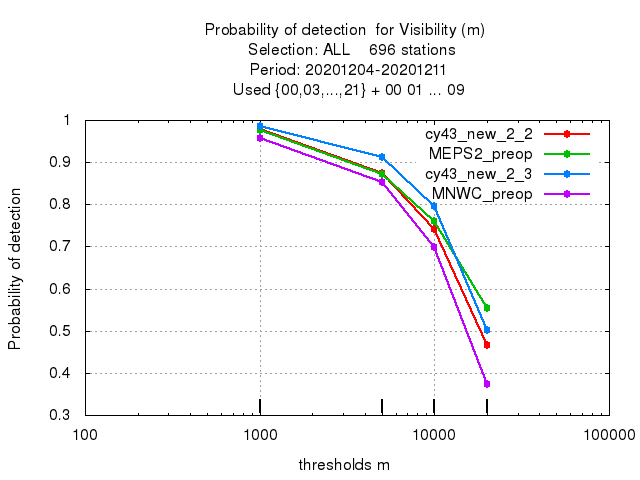 Probability of detection  for Visibility (m)
Selection: ALL    696 stations
Period: 20201204-20201211
Used {00,03,...,21} + 00 01 ... 09
cy43_new_2_2
MEPS2_preop
cy43_new_2_3
MNWC_preop
Probability of detection
1
0.9
0.8
0.7
0.6
0.5
0.4
0.3
100
1000
10000
100000
thresholds m